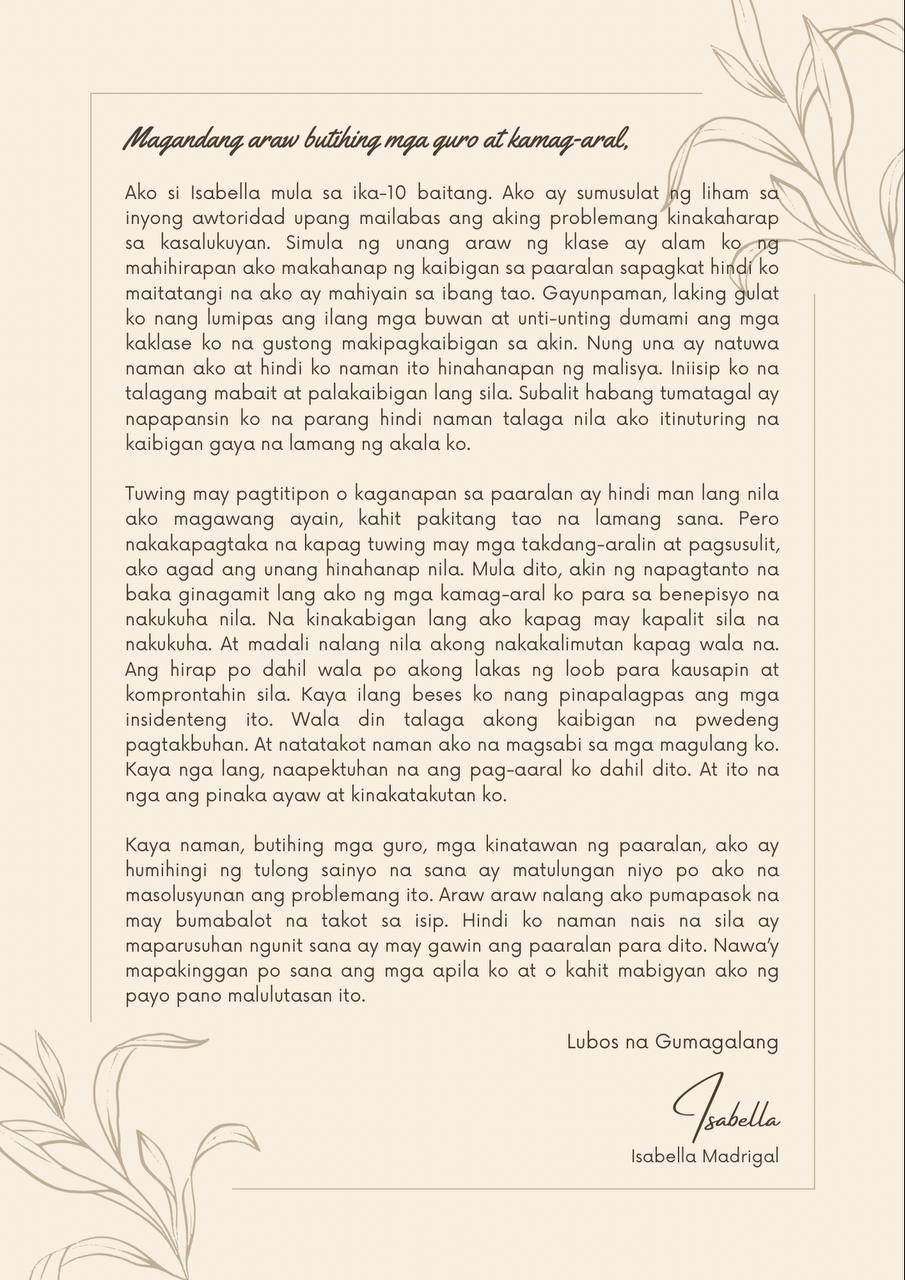 Magandang araw butihing mga guro at kamag-aral,
Ako si Isabella mula sa ika-10 baitang. Ako ay sumusulat ng liham sa
inyong awtoridad upang mailabas ang aking problemang kinakaharap
sa kasalukuyan. Simula ng unang araw ng klase ay alam ko ng
mahihirapan ako makahanap ng kaibigan sa paaralan sapagkat hindi ko
maitatangi na ako ay mahiyain sa ibang tao. Gayunpaman, laking gulat
ko nang lumipas ang ilang mga buwan at unti-unting dumami ang mga
kaklase ko na gustong makipagkaibigan sa akin. Nung una ay natuwa
naman ako at hindi ko naman ito hinahanapan ng malisya. Iniisip ko na
talagang mabait at palakaibigan lang sila. Subalit habang tumatagal ay
napapansin ko na parang hindi naman talaga nila ako itinuturing na
kaibigan gaya na lamang ng akala ko.
Tuwing may pagtitipon o kaganapan sa paaralan ay hindi man lang nila
ako magawang ayain, kahit pakitang tao na lamang sana. Pero
nakakapagtaka na kapag tuwing may mga takdang-aralin at pagsusulit,
ako agad ang unang hinahanap nila. Mula dito, akin ng napagtanto na
baka ginagamit lang ako ng mga kamag-aral ko para sa benepisyo na
nakukuha nila. Na kinakabigan lang ako kapag may kapalit sila na
nakukuha. At madali nalang nila akong nakakalimutan kapag wala na.
Ang hirap po dahil wala po akong lakas ng loob para kausapin at
komprontahin sila. Kaya ilang beses ko nang pinapalagpas ang mga
insidenteng ito. Wala din talaga akong kaibigan na pwedeng
pagtakbuhan. At natatakot naman ako na magsabi sa mga magulang ko.
Kaya nga lang, naapektuhan na ang pag-aaral ko dahil dito. At ito na
nga ang pinaka ayaw at kinakatakutan ko.
Kaya naman, butihing mga guro, mga kinatawan ng paaralan, ako ay
humihingi ng tulong sainyo na sana ay matulungan niyo po ako na
masolusyunan ang problemang ito. Araw araw nalang ako pumapasok na
may bumabalot na takot sa isip. Hindi ko naman nais na sila ay
maparusuhan ngunit sana ay may gawin ang paaralan para dito. Nawa'y
mapakinggan po sana ang mga apila ko at o kahit mabigyan ako ng
payo pano malulutasan ito.
Lubos na Gumagalang
Isabella
Isabella Madrigal